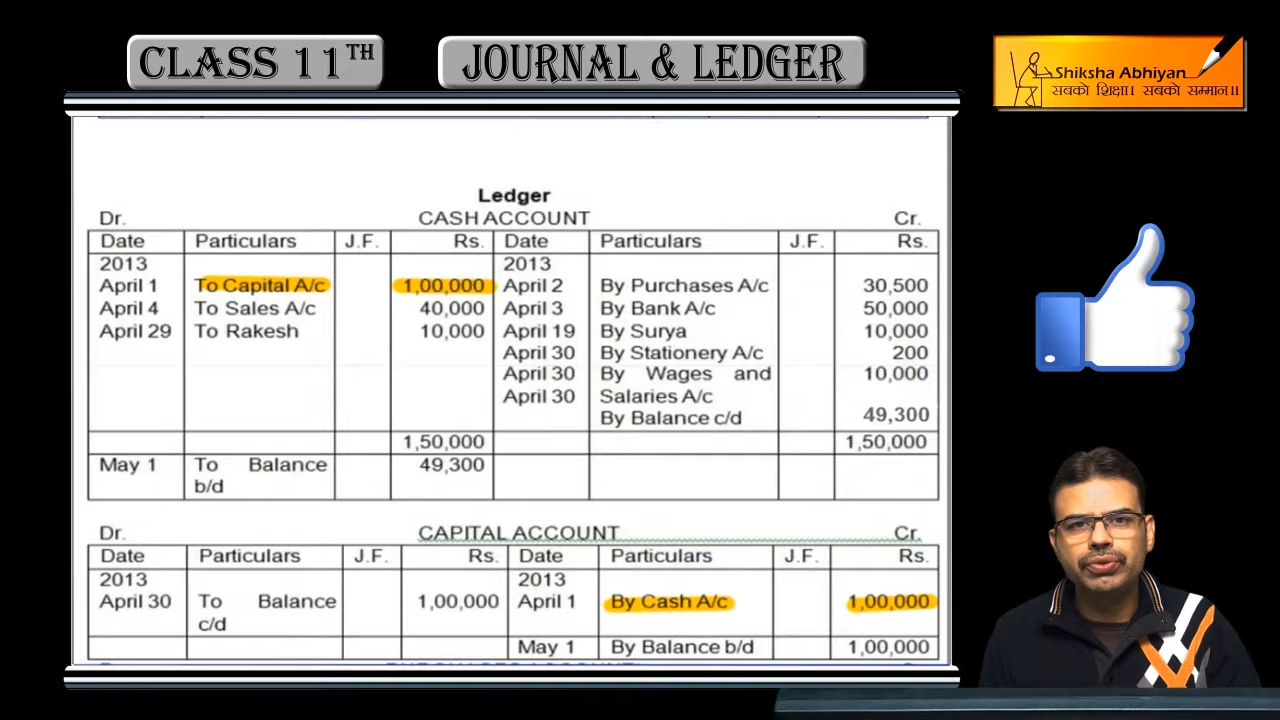 CLASS 11TH
JOURNAL & LEDGER
Shiksha Abhiyan
सबको शिक्षा। सबको सम्मान॥
Ledger
Dr. CASH ACCOUNT Cr.
Date Particulars J.F. Rs. Date Particulars J.F. Rs.
2013 2013
April 1 To Capital A/c 1,00,000 April 2 By Purchases A/c 30,500
April 4 To Sales A/c 40,000 April 3 By Bank A/c 50,000
April 29 To Rakesh 10,000 April 19 By Surya 10,000
April 30 By Stationery A/c 200
April 30 By Wages and 10,000
April 30 Salaries A/c
By Balance c/d 49,300
1,50,000 1,50,000
May 1 To Balance 49,300
b/d
Dr. CAPITAL ACCOUNT Cr.
Date Particulars J.F. Rs. Date Particulars J.F. Rs.
2013 2013
April 30 To Balance 1,00,000 April 1 By Cash A/c 1,00,000
c/d
May 1 By Balance b/d 1,00,000